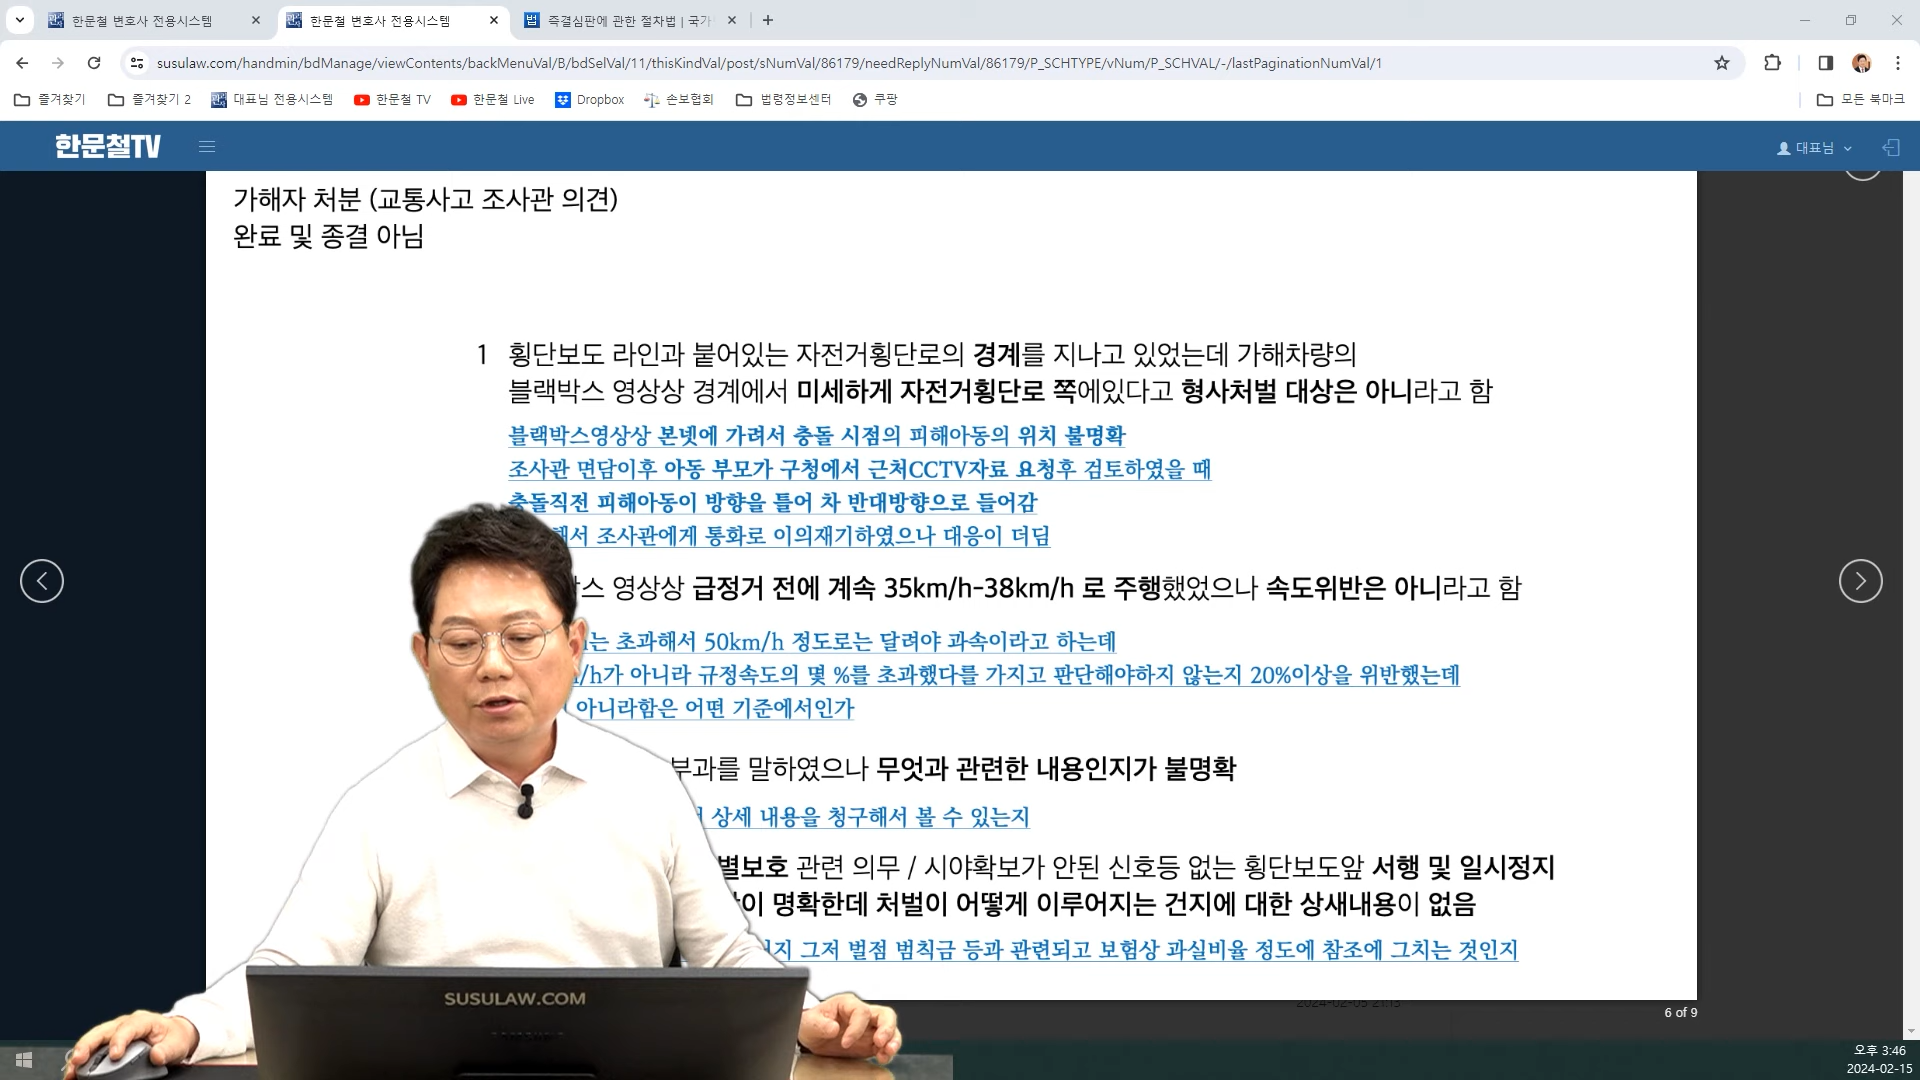 한문철 변호사 전용시스템
한문철 변호사 전용시스템
즉결심판에 관한 절차법 | 국가
susulaw.com/handmin/bdManage/viewContents/backMenuVal/B/bdSelVal/11/thisKindVal/post/sNumVal/86179/needReplyNumVal/86179/P_SCHTYPE/vNum/P_SCHVAL/-/lastPaginationNumVal/1
즐겨찾기
즐겨찾기 2
대표님 전용시스템
한문철 TV
한문철 Live
Dropbox
손보협회
법령정보센터
쿠팡
모든 북마크
한문철TV
대표님
가해자 처분 (교통사고 조사관 의견)
완료 및 종결 아님
1 횡단보도 라인과 붙어있는 자전거횡단로의 경계를 지나고 있었는데 가해차량의
블랙박스 영상상 경계에서 미세하게 자전거횡단로 쪽에있다고 형사처벌 대상은 아니라고 함
블랙박스영상상 본넷에 가려서 충돌 시점의 피해아동의 위치 불명확
조사관 면담이후 아동 부모가 구청에서 근처CCTV자료 요청후 검토하였을 때
충돌직전 피해아동이 방향을 틀어 차 반대방향으로 들어감
해서 조사관에게 통화로 이의재기하였으나 대응이 더딤
영상상 급정거 전에 계속 35km/h-38km/h 로 주행했었으나 속도위반은 아니라고 함
는 초과해서 50km/h 정도로는 달려야 과속이라고 하는데
/h가 아니라 규정속도의 몇 %를 초과했다를 가지고 판단해야하지 않는지 20%이상을 위반했는데
아니라함은 어떤 기준에서인가
부과를 말하였으나 무엇과 관련한 내용인지가 불명확
상세 내용을 청구해서 볼 수 있는지
별보호 관련 의무 / 시야확보가 안된 신호등 없는 횡단보도앞 서행 및 일시정지
이 명확한데 처벌이 어떻게 이루어지는 건지에 대한 상새내용이 없음
지 그저 벌점 범칙금 등과 관련되고 보험상 과실비율 정도에 참조에 그치는 것인지
6 of 9
SUSULAW.COM
오후 3:46
2024-02-15